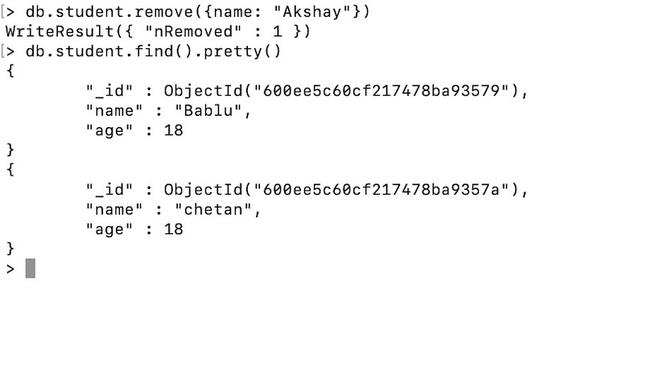 [> db.student.remove({name: "Akshay"})
WriteResult({ "nRemoved" : 1 })
[> db.student.find().pretty()
{
        "_id" : ObjectId("600ee5c60cf217478ba93579"),
        "name" : "Bablu",
        "age" : 18
}
{
        "_id" : ObjectId("600ee5c60cf217478ba9357a"),
        "name" : "chetan",
        "age" : 18
}
>